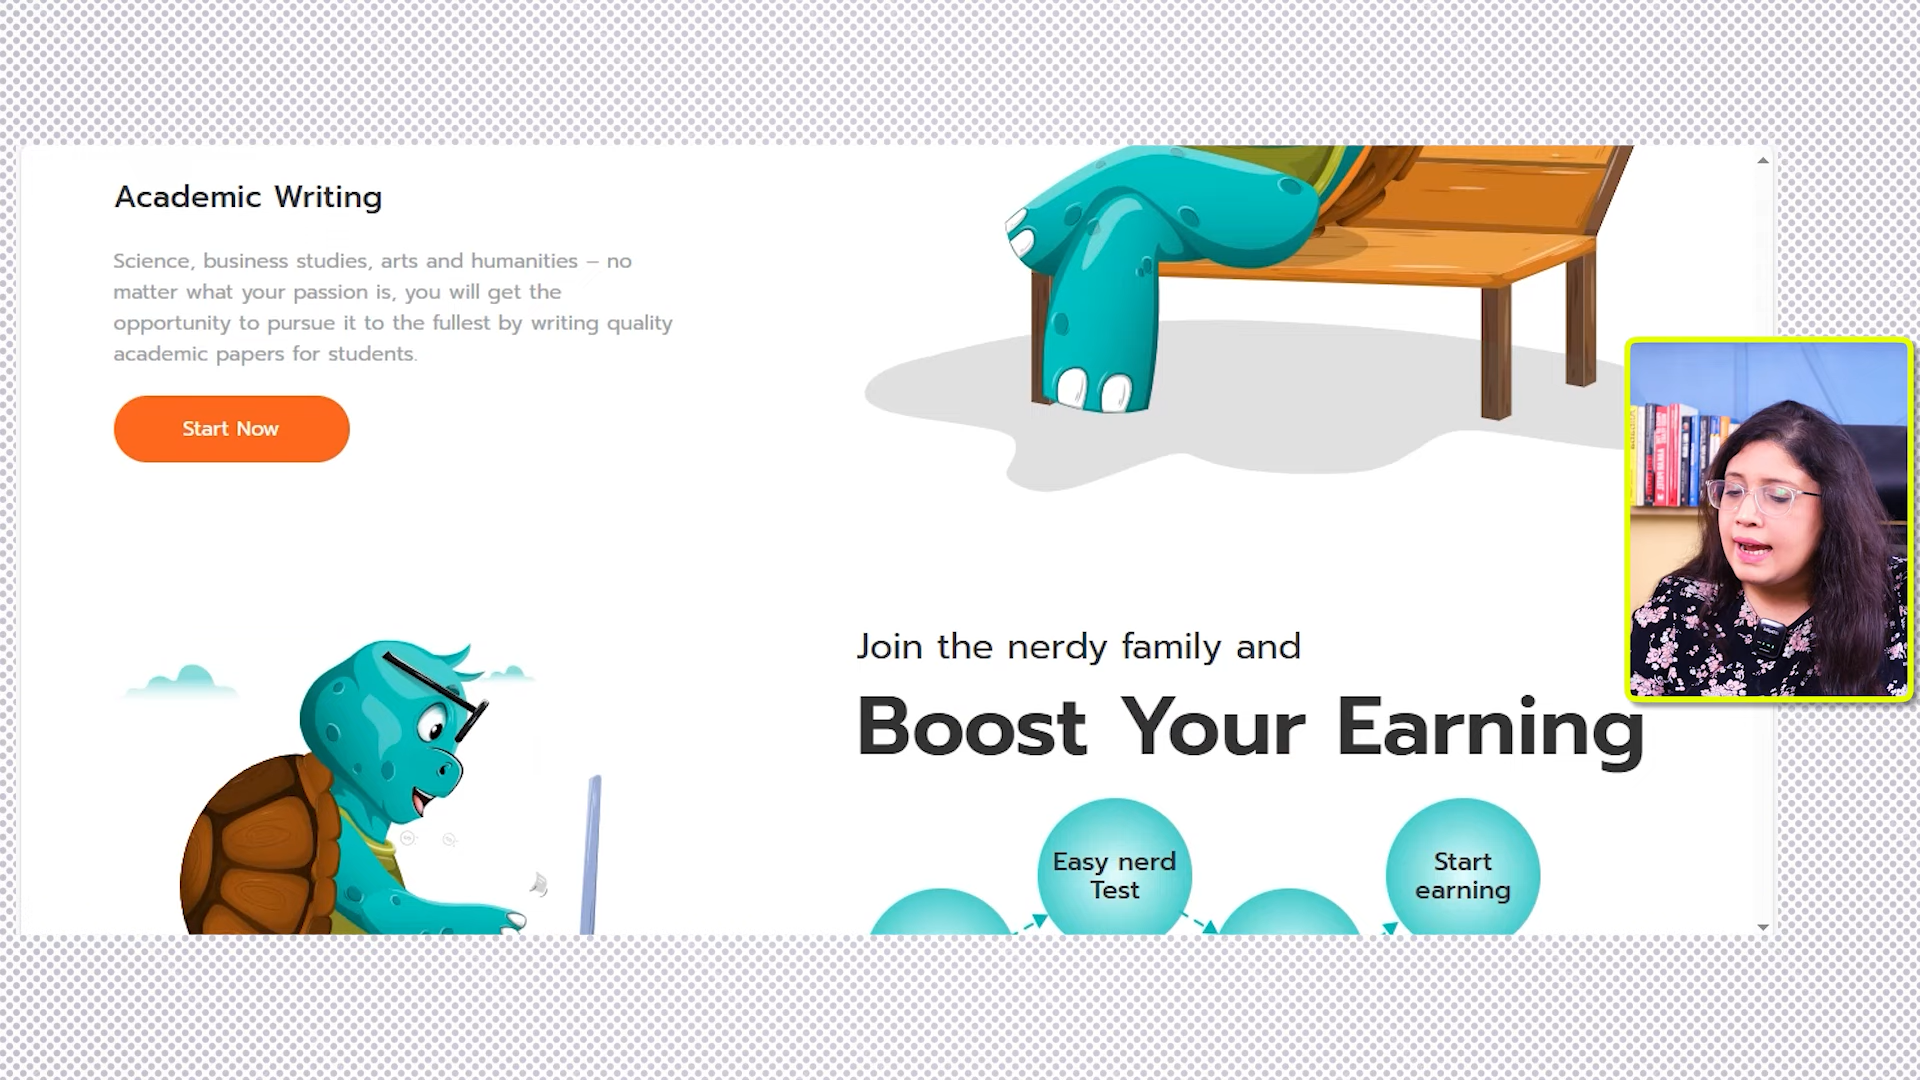 Academic Writing
Science, business studies, arts and humanities – no
matter what your passion is, you will get the
opportunity to pursue it to the fullest by writing quality
academic papers for students.
Start Now
Join the nerdy family and
Boost Your Earning
Easy nerd
Test
Start
earning